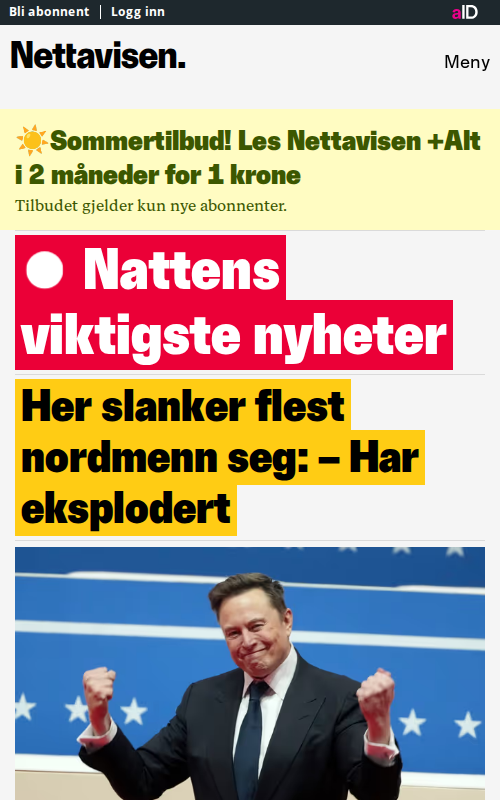 Bli abonnent
Logg inn
aID
Nettavisen.
Meny
☀️Sommertilbud! Les Nettavisen +Alt
i 2 måneder for 1 krone
Tilbudet gjelder kun nye abonnenter.
Nattens
viktigste nyheter
Her slanker flest
nordmenn seg: – Har
eksplodert